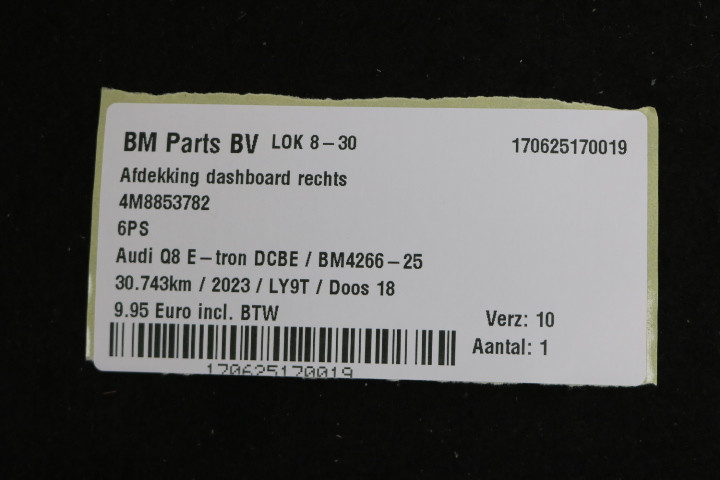 BM Parts BV LOK 8-30 170625170019
Afdekking dashboard rechts
4M8853782
6PS
Audi Q8 E-tron DCBE / BM4266-25
30.743km / 2023 / LY9T / Doos 18
9.95 Euro incl. BTW
Verz: 10
Aantal: 1
170625170019